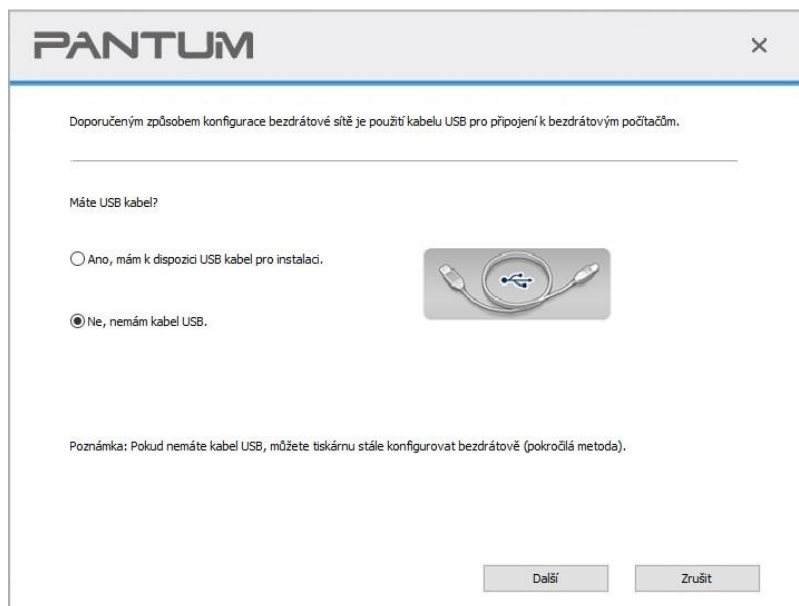 PANTUM
Doporučeným způsobem konfigurace bezdrátové sítě je použití kabelu USB pro připojení k bezdrátovým počítačům.
Máte USB kabel?
Ano, mám k dispozici USB kabel pro instalaci.
Ne, nemám kabel USB.
Poznámka: Pokud nemáte kabel USB, můžete tiskárnu stále konfigurovat bezdrátově (pokročilá metoda).
Další
Zrušit